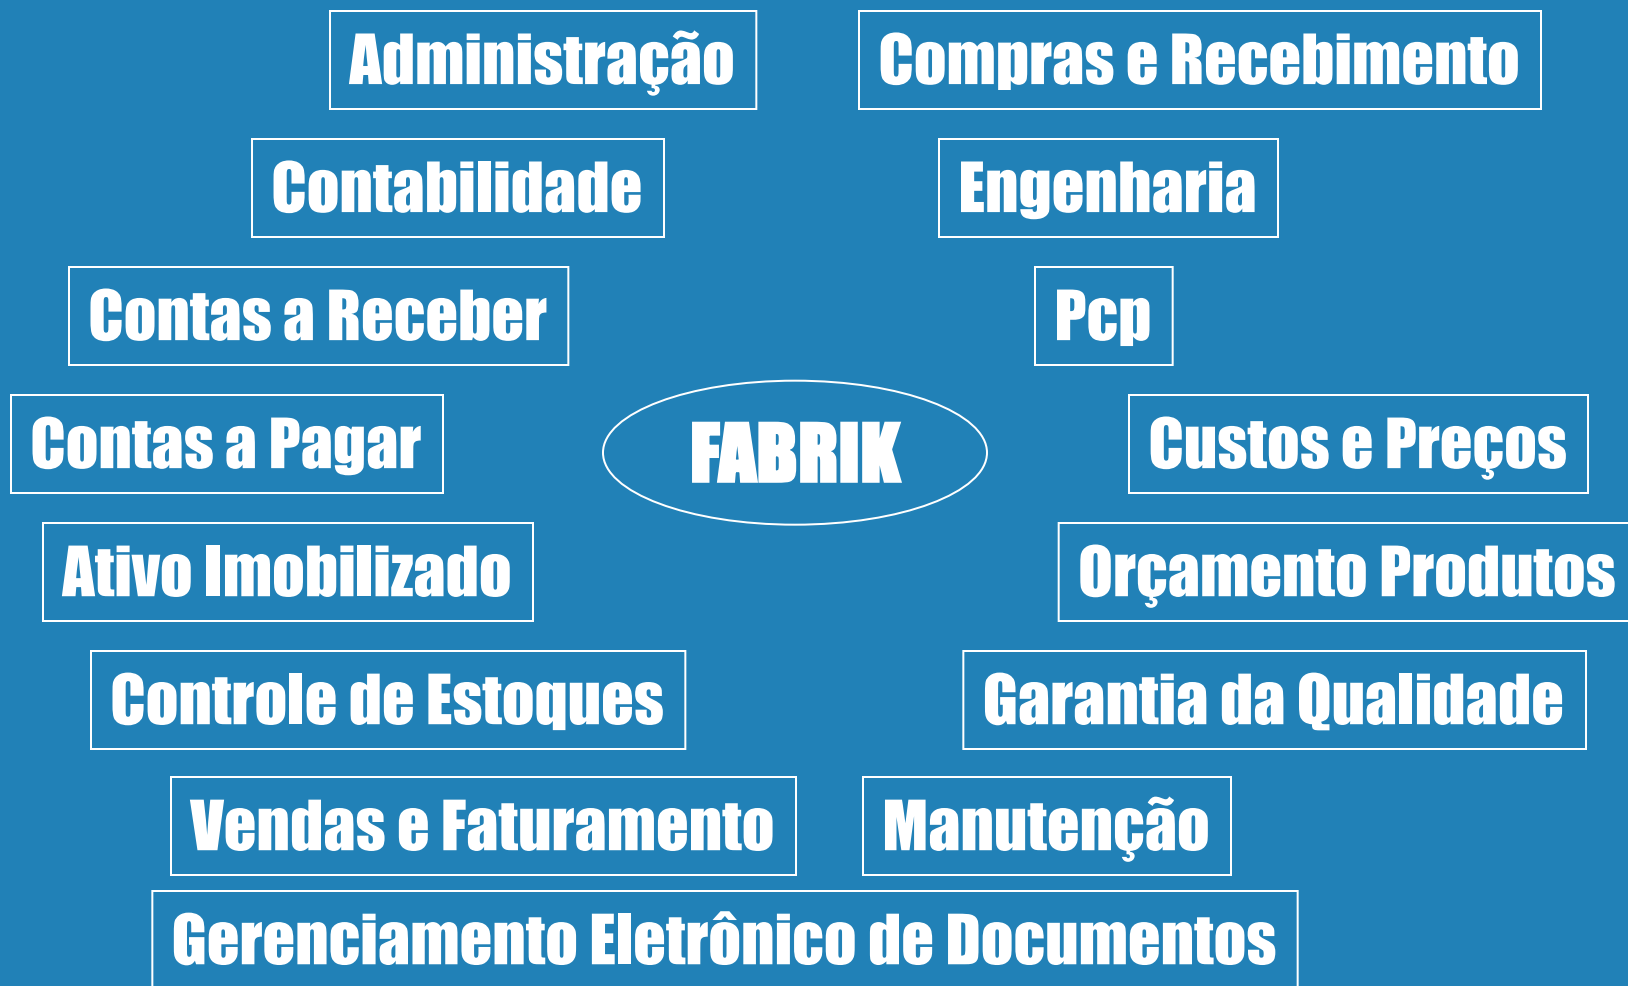 Administração
Compras e Recebimento
Contabilidade
Engenharia
Contas a Receber
Pcp
Contas a Pagar
FABRIK
Custos e Preços
Ativo Imobilizado
Orçamento Produtos
Controle de Estoques
Garantia da Qualidade
Vendas e Faturamento
Manutenção
Gerenciamento Eletrônico de Documentos